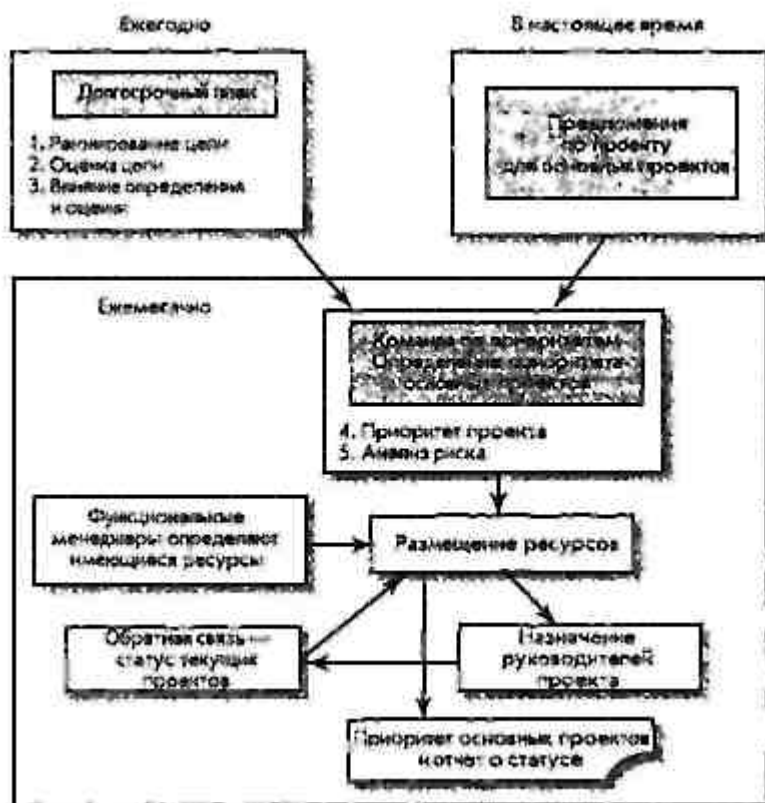 Ежегодно
В настоящее время
Долгосрочный план
Предложения
по проекту
для основных проектов
1. Ранжирование цели
2. Оценка цели
3. Влияние определения
и оценки
Ежемесячно
Команда по приоритетам
Определение приоритета
основных проектов
4. Приоритет проекта
5. Анализ риска
Функциональные
менеджеры определяют
имеющиеся ресурсы
Размещение ресурсов
Обратная связь —
статус текущих
проектов
Назначение
руководителей
проекта
Приоритет основных проектов
и отчет о статусе